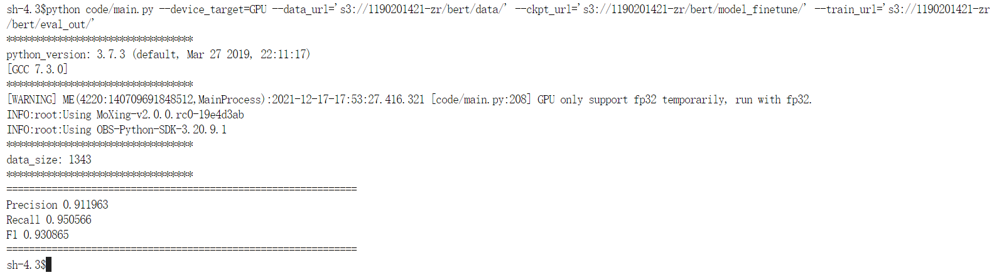 sh-4.3$python code/main.py --device_target=GPU --data_url='s3://1190201421-zr/bert/data/' --ckpt_url='s3://1190201421-zr/bert/model_finetune/' --train_url='s3://1190201421-zr
/bert/eval_out/'
*********************************
python_version: 3.7.3 (default, Mar 27 2019, 22:11:17)
[GCC 7.3.0]
*********************************
[WARNING] ME(4220:140709691848512,MainProcess):2021-12-17-17:53:27.416.321 [code/main.py:208] GPU only support fp32 temporarily, run with fp32.
INFO:root:Using MoXing-v2.0.0.rc0-19e4d3ab
INFO:root:Using OBS-Python-SDK-3.20.9.1
*********************************
data_size: 1343
*********************************
==============================================================
Precision 0.911963
Recall 0.950566
F1 0.930865
==============================================================
sh-4.3$